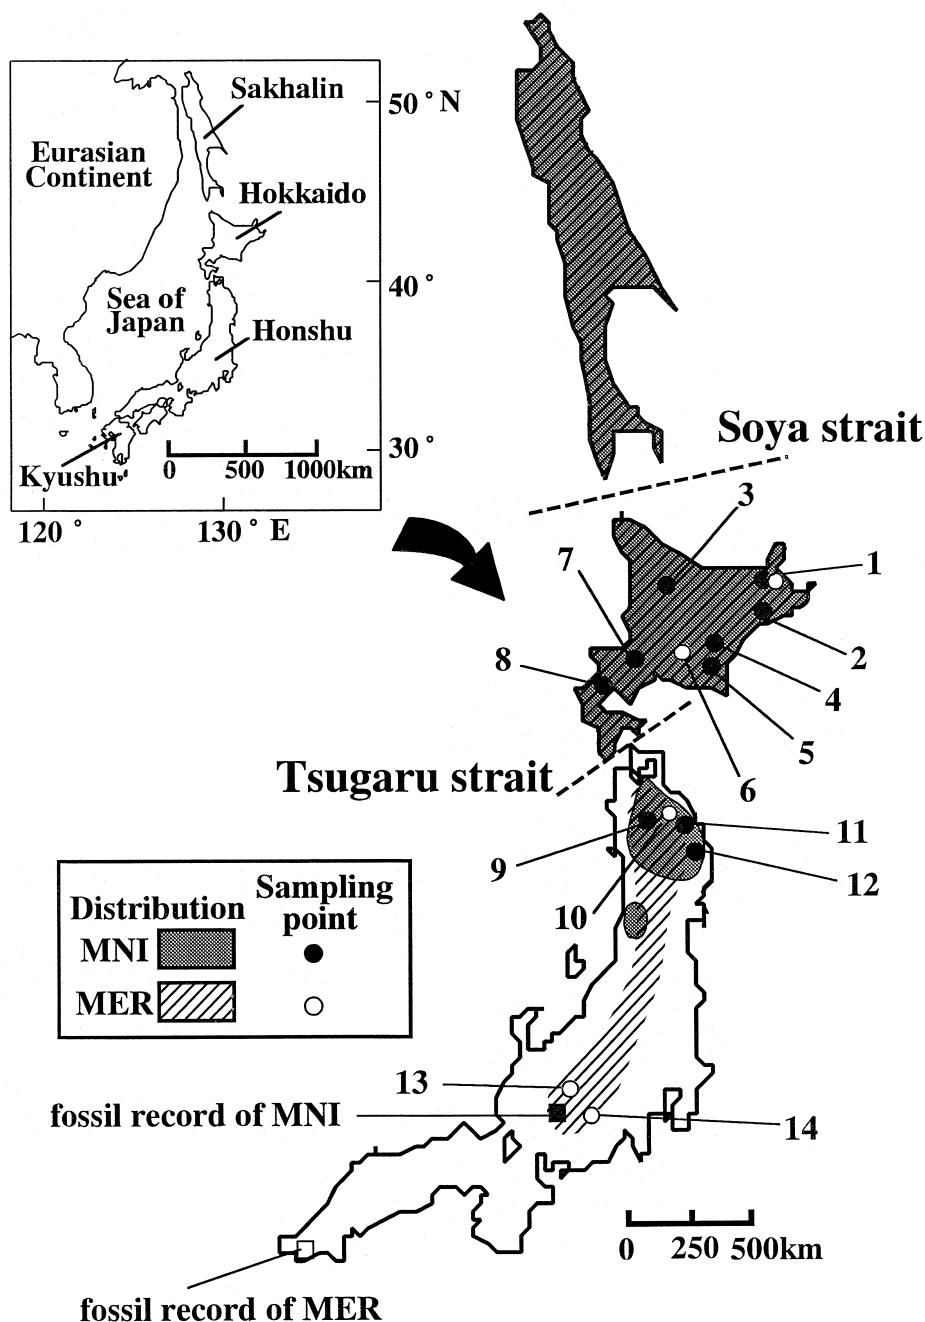 Sakhalin
50° N
Eurasian
Continent
Hokkaido
40°
Sea of
Japan
Honshu
30°
Kyushu
0 500 1000km
120° 130° E
Soya strait
3
7
1
8
2
4
5
6
Tsugaru strait
9
11
12
10
Distribution
Sampling
point
MNI
MER
13
fossil record of MNI
14
0 250 500km
fossil record of MER